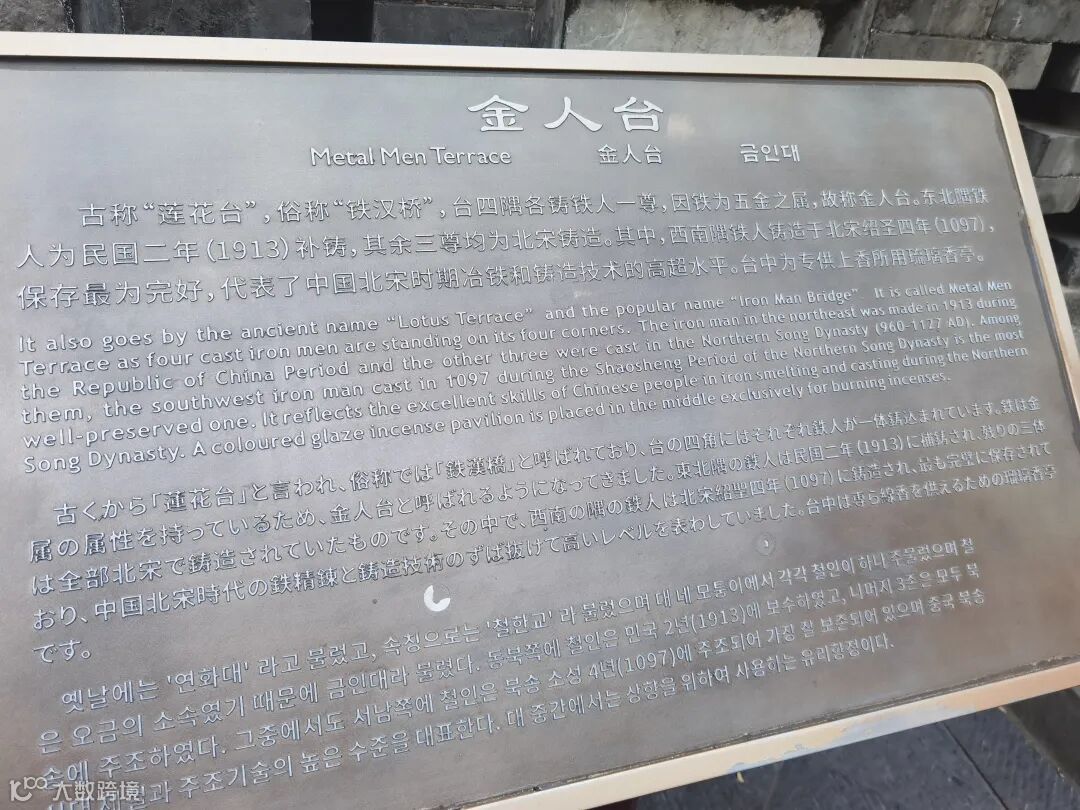 金人台
Metal Men Terrace 金人台 금인대
古称“莲花台”，俗称“铁汉桥”，台四隅各铸铁人一尊，因铁为五金之属，故称金人台。东北隅铁
人为民国二年（1913）补铸，其余三尊均为北宋铸造。其中，西南隅铁人铸造于北宋绍圣四年（1097），
保存最为完好，代表了中国北宋时期冶铁和铸造技术的高超水平。台中为专供上香所用琉璃香亭。
It also goes by the ancient name “Lotus Terrace” and the popular name “Iron Man Bridge”. It is called Metal Men
Terrace as four cast iron men are standing on its four corners. The iron man in the northeast was made in 1913 during
the Republic of China Period and the other three were cast in the Northern Song Dynasty (960-1127 AD). Among
them, the southwest iron man cast in 1097 during the Shaosheng Period of the Northern Song Dynasty is the most
well-preserved one. It reflects the excellent skills of Chinese people in iron smelting and casting during the Northern
Song Dynasty. A coloured glaze incense pavilion is placed in the middle exclusively for burning incenses.
古くから「蓮花台」と言われ、俗称では「鉄漢橋」と呼ばれており、台の四角にはそれぞれ鉄人が一体鋳込まれています。鉄は金
属の属性を持っているため、金人台と呼ばれるようになってきました。東北隅の鉄人は民国二年（1913）に補鋳され、残りの三体
は全部北宋で鋳造されていたものです。その中で、西南の隅の鉄人は北宋紹聖四年（1097）に鋳造され、最も完璧に保存されて
おり、中国北宋時代の鉄精錬と鋳造技術のずば抜けて高いレベルを表わしていました。台中は専ら線香を供えるための瑠璃香亭
です。
옛날에는 '연화대' 라고 불렀고, 속칭으로는 '철한교' 라 불렀으며 대 네 모퉁이에서 각각 철인이 하나 주물렀으며 철
은 오금의 소속였기 때문에 금인대라 불렀다. 동북쪽에 철인은 민국 2년(1913)에 보수하였고, 나머지 3존은 모두 북
송에 주조하였다. 그중에서도 서남쪽에 철인은 북송 소성 4년(1097)에 주조되어 가장 잘 보존되어 있으며 중국 북송
주조기술의 높은 수준을 대표한다. 대 중간에서는 상향을 위하여 사용하는 유리향정이다.
大数跨境